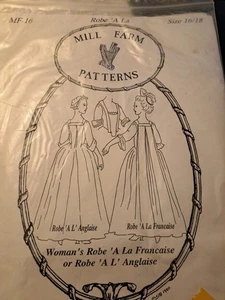 MF-16 Robe 'A La Size 16/18
MILL FARM
PATTERNS
Robe 'A L' Anglaise Robe 'A La Francaise
Woman's Robe 'A La Francaise
or Robe 'A L' Anglaise